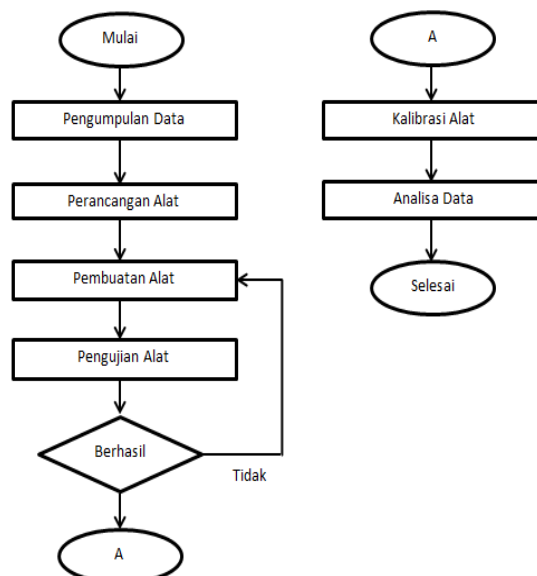 Mulai
Pengumpulan Data
Perancangan Alat
Pembuatan Alat
Pengujian Alat
Berhasil
Tidak
A
A
Kalibrasi Alat
Analisa Data
Selesai